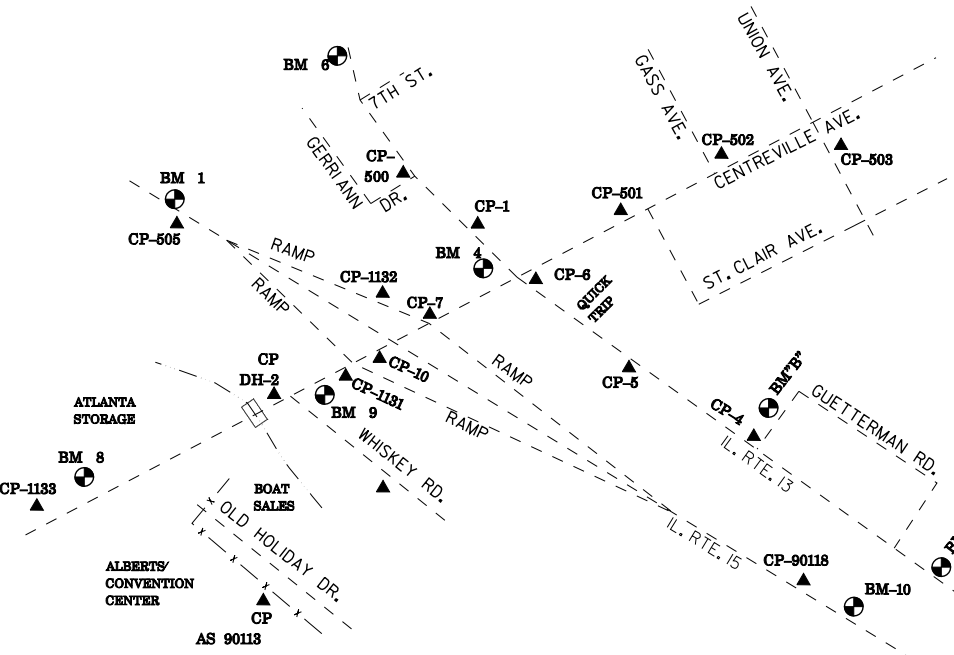 UNION AVE.
BM 6
7TH ST.
GASS AVE.
CENTREVILLE AVE.
CP-502
CP-503
GERRI ANN
DR.
CP-
500
BM 1
CP-501
CP-1
CP-505
RAMP
BM 4
ST. CLAIR AVE.
CP-1132
CP-6
RAMP
QUICK
TRIP
CP-7
CP
DH-2
CP-10
RAMP
CP-5
BM"B"
CP-1131
ATLANTA
STORAGE
BM 9
CP-4
GUETTERMAN RD.
RAMP
WHISKEY RD.
IL. RTE. 13
BM 8
CP-1133
BOAT
SALES
OLD HOLIDAY DR.
IL. RTE. 15
ALBERTS/
CONVENTION
CENTER
CP-90118
BM-10
CP
AS 90113